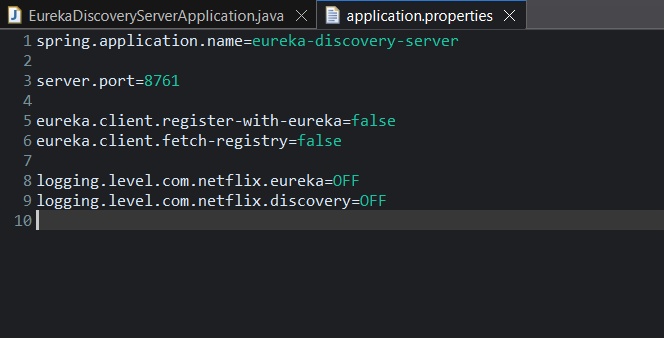 EurekaDiscoveryServerApplication.java application.properties
1 spring.application.name=eureka-discovery-server
2
3 server.port=8761
4
5 eureka.client.register-with-eureka=false
6 eureka.client.fetch-registry=false
7
8 logging.level.com.netflix.eureka=OFF
9 logging.level.com.netflix.discovery=OFF
10